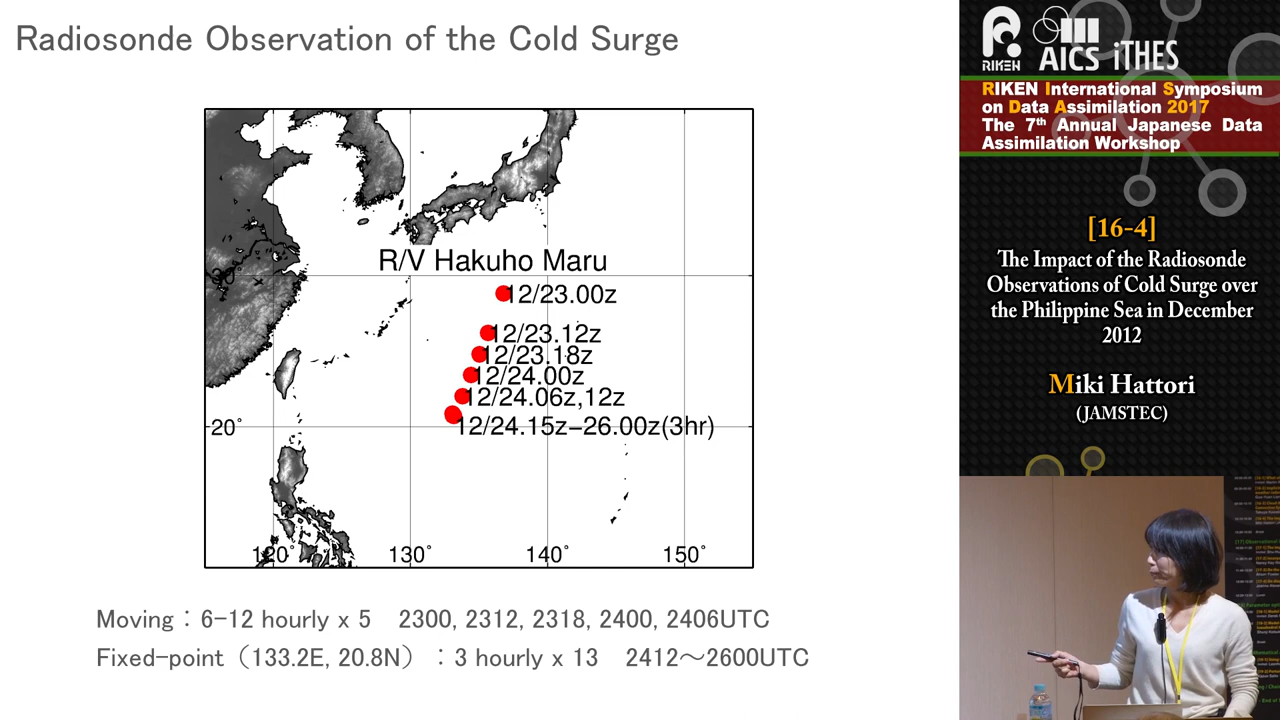 Radiosonde Observation of the Cold Surge
R/V Hakuho Maru
12/23.00z
12/23.12z
12/23.18z
12/24.00z
12/24.06z,12z
12/24.15z–26.00z(3hr)
20°
120°
130°
140°
150°
Moving：6-12 hourly x 5 2300, 2312, 2318, 2400, 2406UTC
Fixed-point（133.2E, 20.8N）：3 hourly x 13 2412～2600UTC
RIKEN AICS iTHES
RIKEN International Symposium
on Data Assimilation 2017
The 7th Annual Japanese Data
Assimilation Workshop
[16-4]
The Impact of the Radiosonde
Observations of Cold Surge over
the Philippine Sea in December
2012
Miki Hattori
(JAMSTEC)